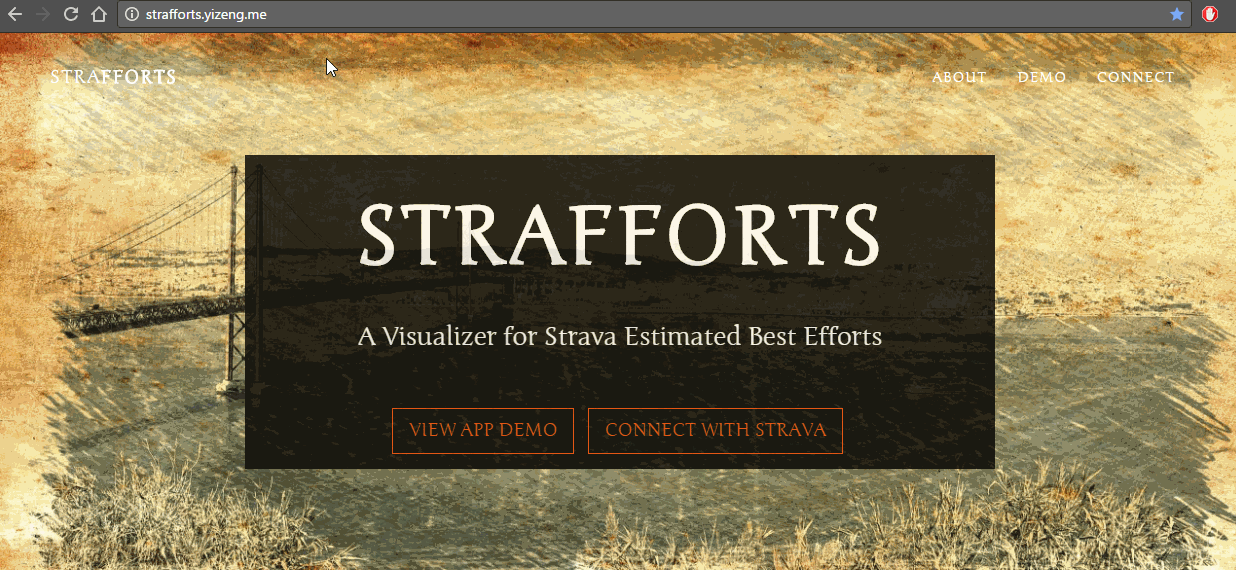 strafforts.yizeng.me
STRAFFORTS
ABOUT DEMO CONNECT
STRAFFORTS
A Visualizer for Strava Estimated Best Efforts
VIEW APP DEMO
CONNECT WITH STRAVA